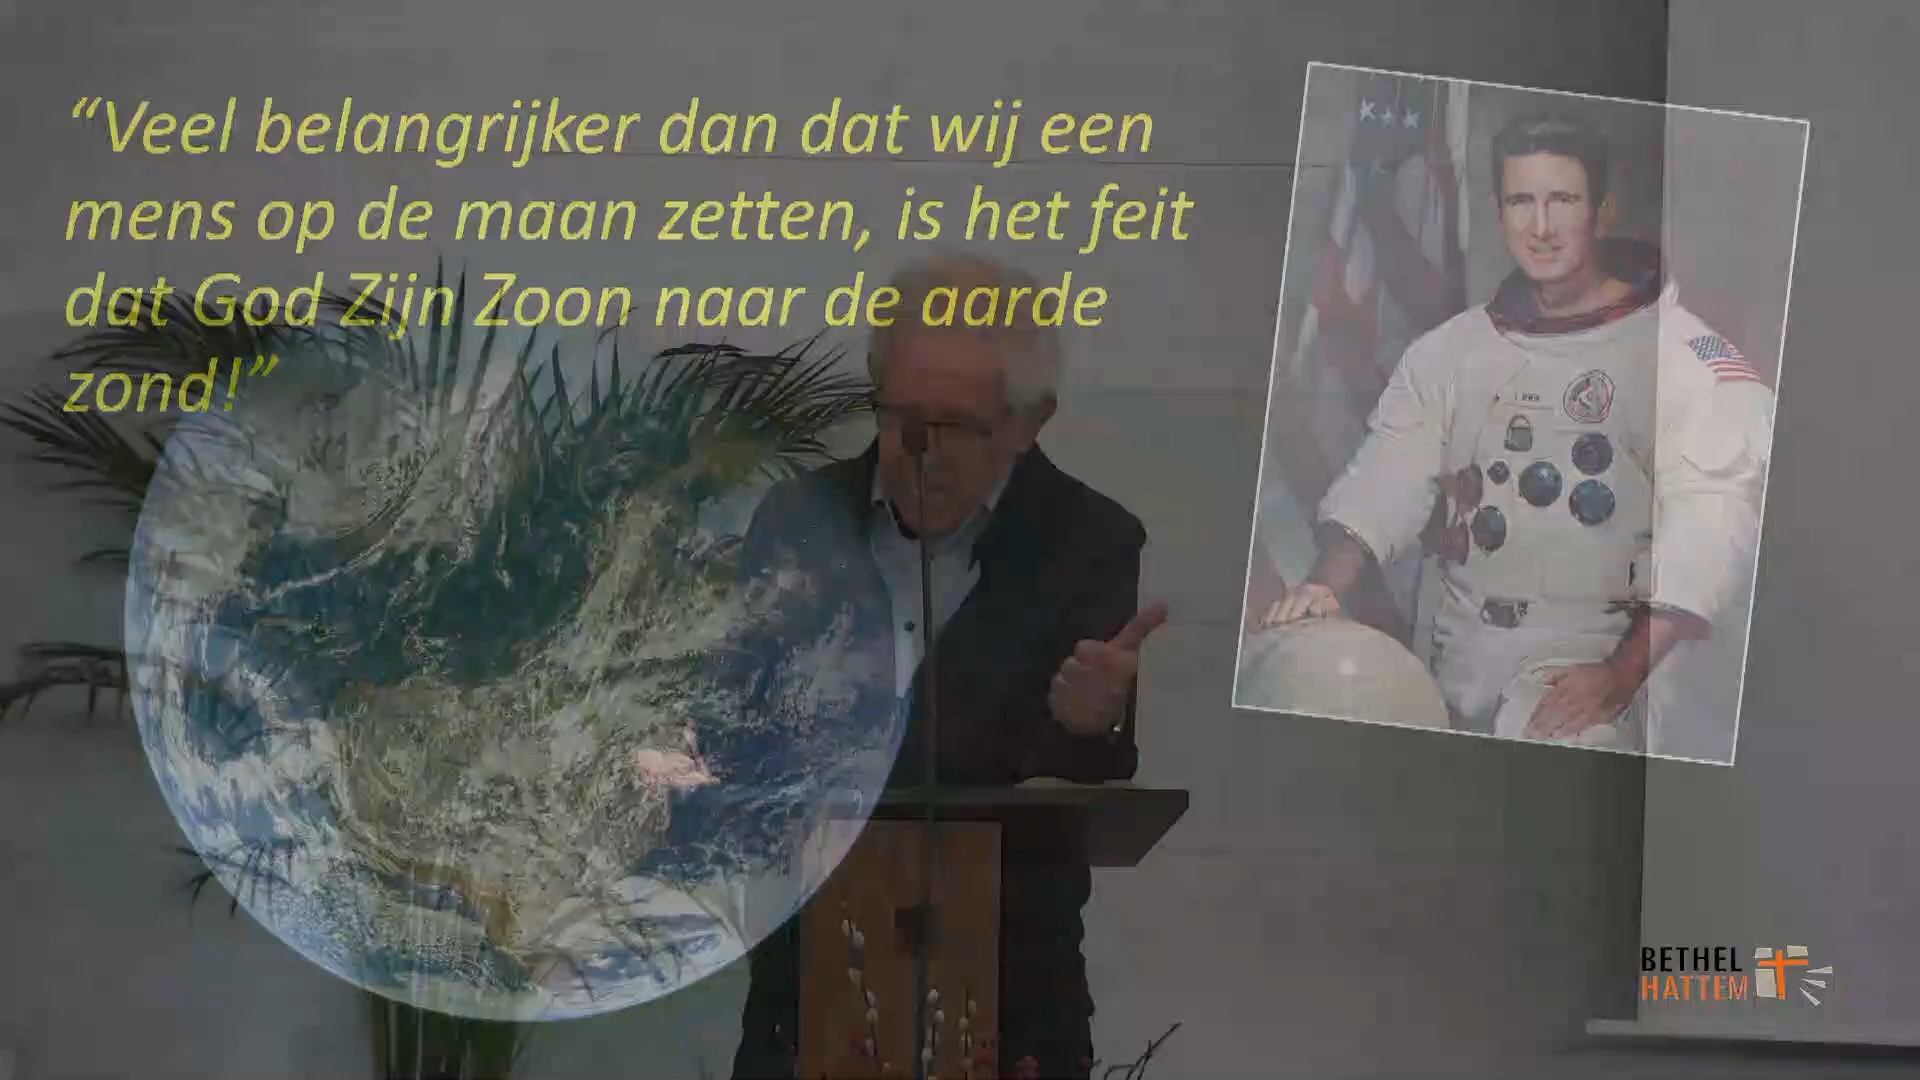 “Veel belangrijker dan dat wij een
mens op de maan zetten, is het feit
dat God Zijn Zoon naar de aarde
zond!”
BETHEL
HATTEM